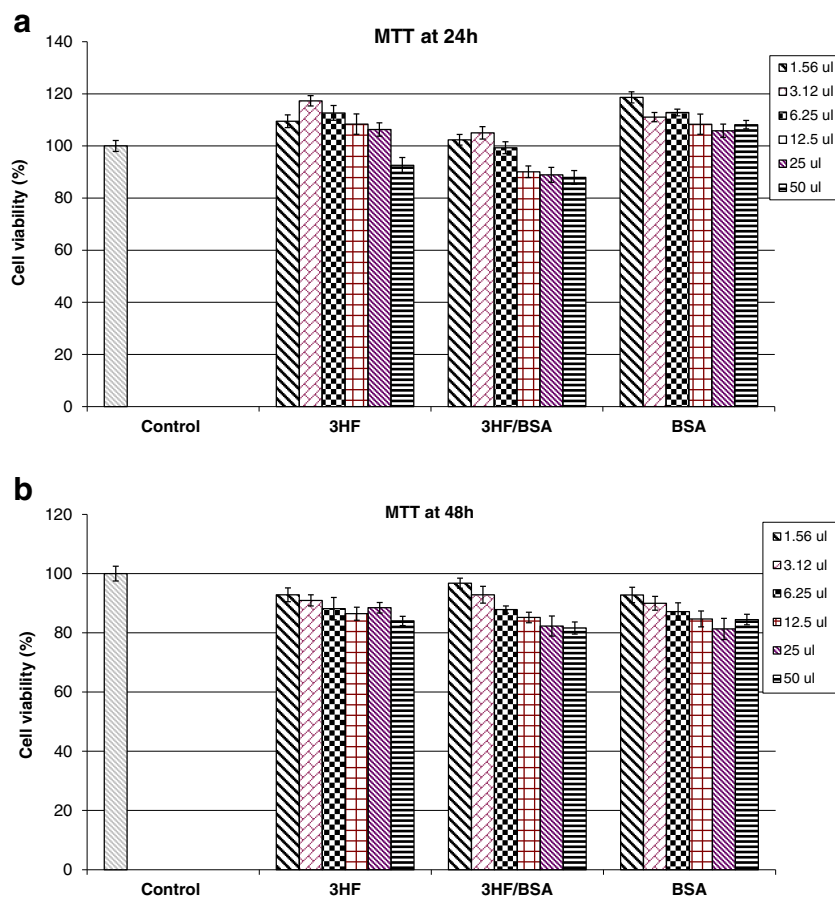 a
MTT at 24h
140
120
100
80
60
40
20
0
Cell viability (%)
Control
3HF
3HF/BSA
BSA
1.56 ul
3.12 ul
6.25 ul
12.5 ul
25 ul
50 ul
b
MTT at 48h
120
100
80
60
40
20
0
Cell viability (%)
Control
3HF
3HF/BSA
BSA
1.56 ul
3.12 ul
6.25 ul
12.5 ul
25 ul
50 ul